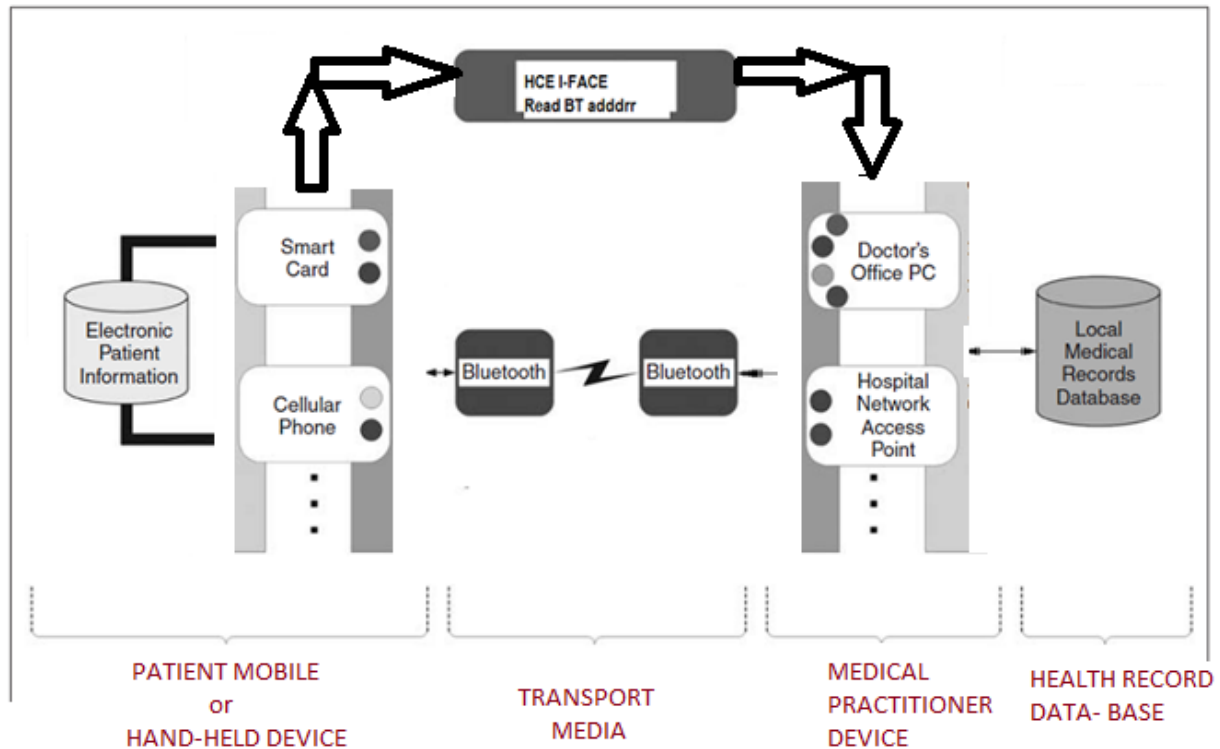 HCE I-FACE
Read BT adddrr
Smart
Card
Doctor's
Office PC
Electronic
Patient
Information
Bluetooth
Bluetooth
Local
Medical
Records
Database
Cellular
Phone
Hospital
Network
Access
Point
PATIENT MOBILE
or
HAND-HELD DEVICE
TRANSPORT
MEDIA
MEDICAL
PRACTITIONER
DEVICE
HEALTH RECORD
DATA- BASE